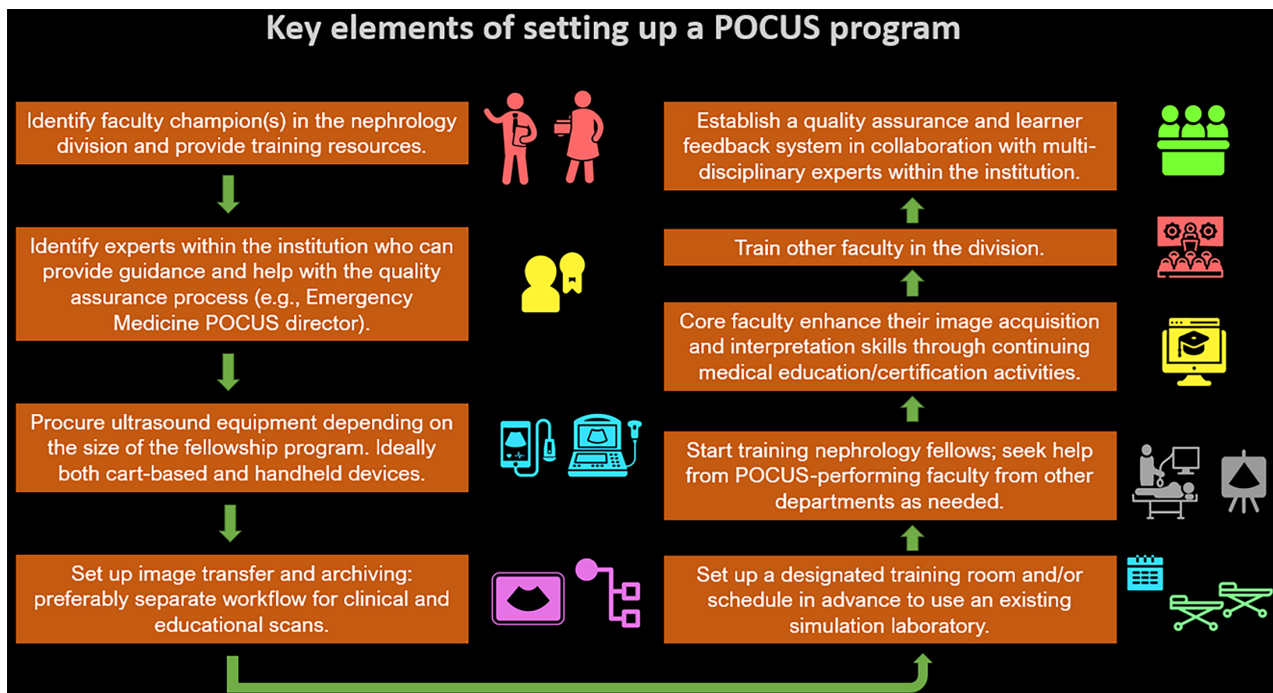 Key elements of setting up a POCUS program
Identify faculty champion(s) in the nephrology
division and provide training resources.
Identify experts within the institution who can
provide guidance and help with the quality
assurance process (e.g., Emergency
Medicine POCUS director).
Procure ultrasound equipment depending on
the size of the fellowship program. Ideally
both cart-based and handheld devices.
Set up image transfer and archiving:
preferably separate workflow for clinical and
educational scans.
Set up a designated training room and/or
schedule in advance to use an existing
simulation laboratory.
Start training nephrology fellows; seek help
from POCUS-performing faculty from other
departments as needed.
Core faculty enhance their image acquisition
and interpretation skills through continuing
medical education/certification activities.
Train other faculty in the division.
Establish a quality assurance and learner
feedback system in collaboration with multi-
disciplinary experts within the institution.